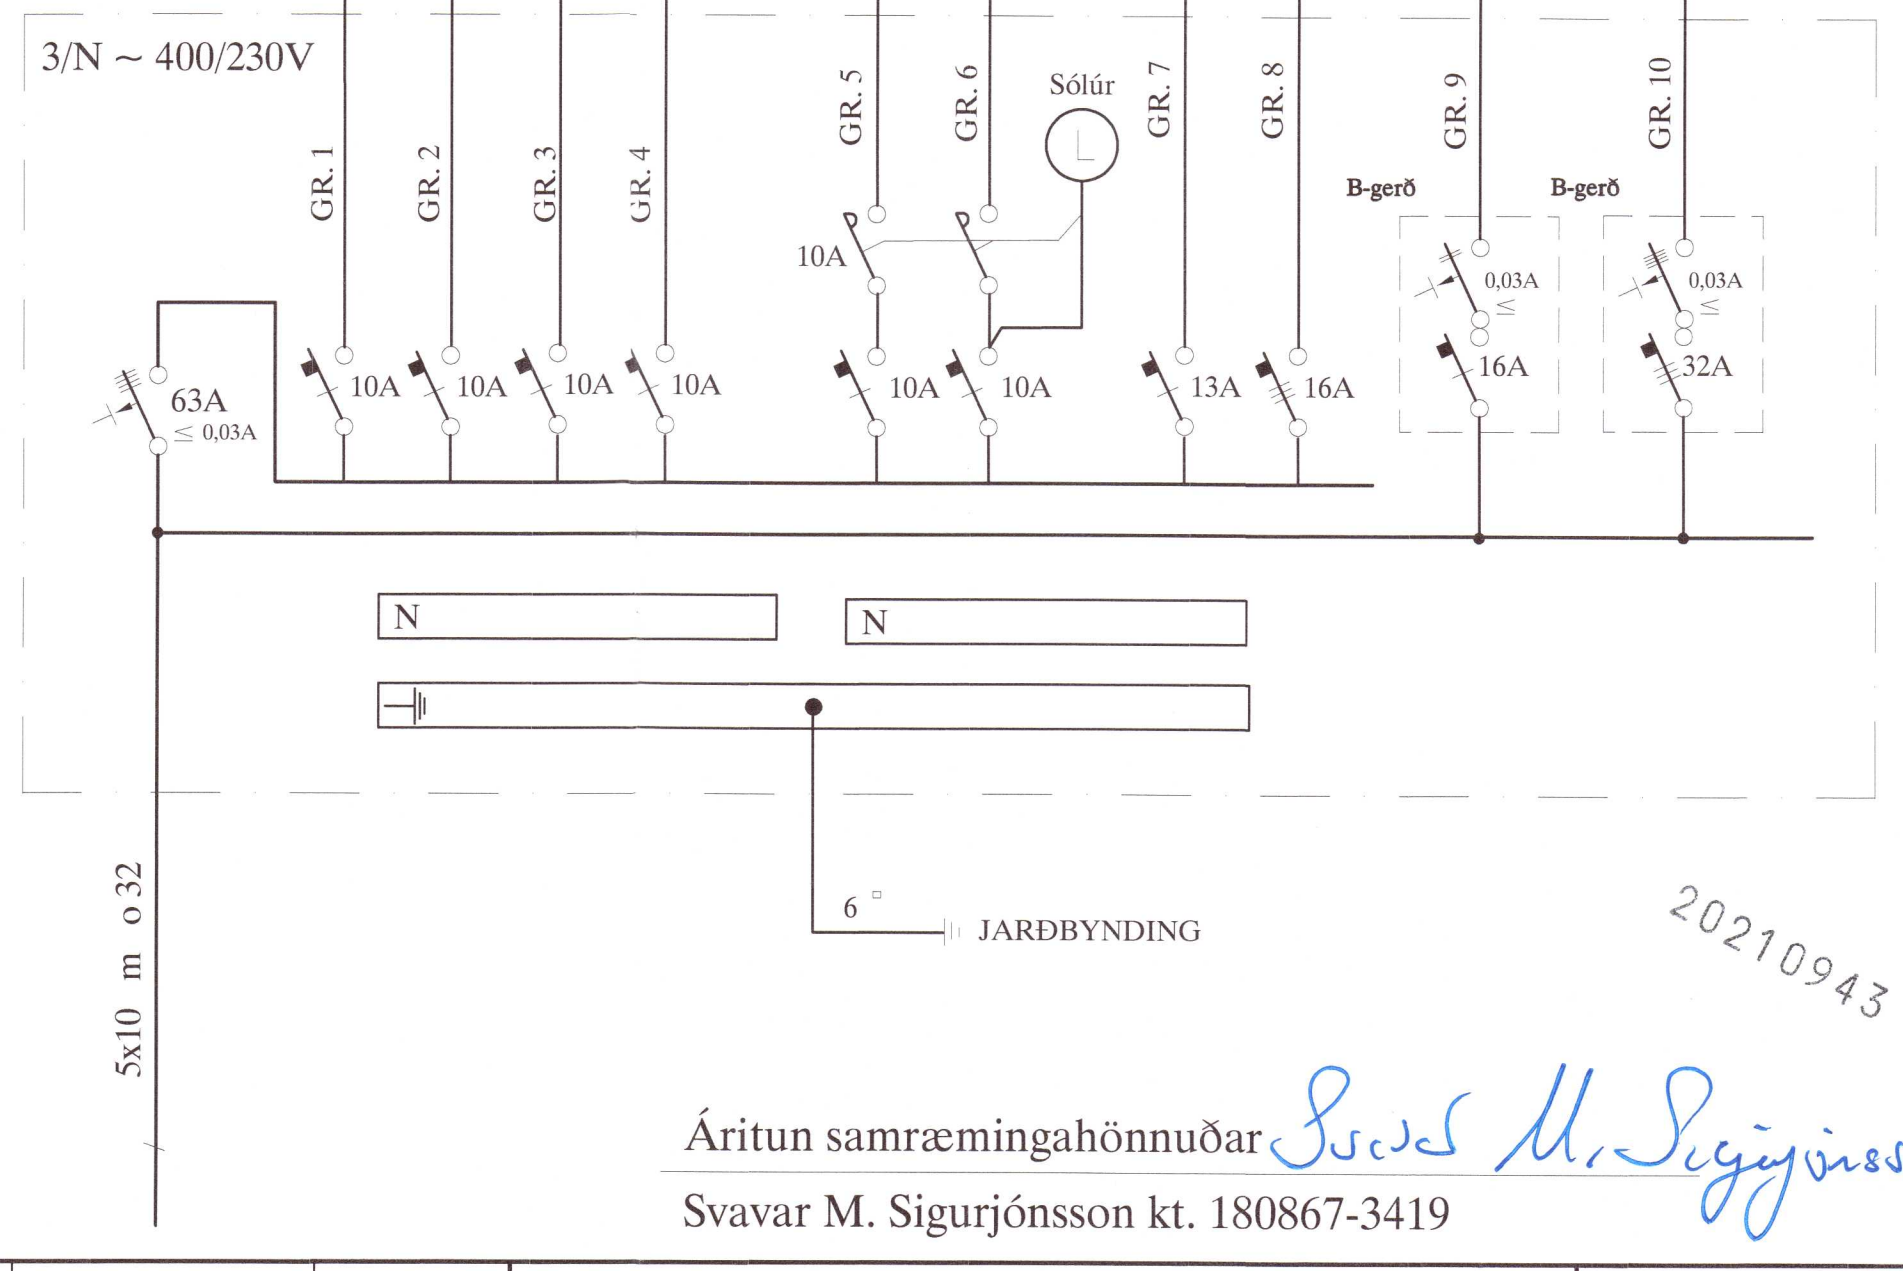 3/N ~ 400/230V
GR. 1
GR. 2
GR. 3
GR. 4
GR. 5
GR. 6
Sólúr
L
GR. 7
GR. 8
GR. 9
GR. 10
B-gerð
B-gerð
10A
0,03A
≤
0,03A
≤
63A
≤ 0,03A
10A
10A
10A
10A
10A
10A
13A
16A
16A
32A
N
N
6 □
JARÐBYNDING
5x10 m o 32
20210943
Áritun samræmingahönnuðar
Svavar M. Sigurjónsson kt. 180867-3419